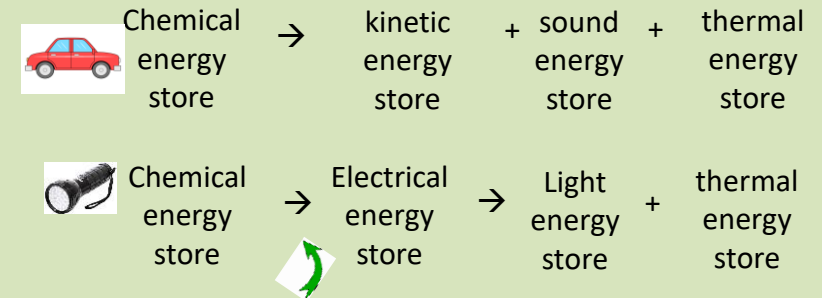 Chemical energy store → kinetic energy store + sound energy store + thermal energy store
Chemical energy store → Electrical energy store → Light energy store + thermal energy store